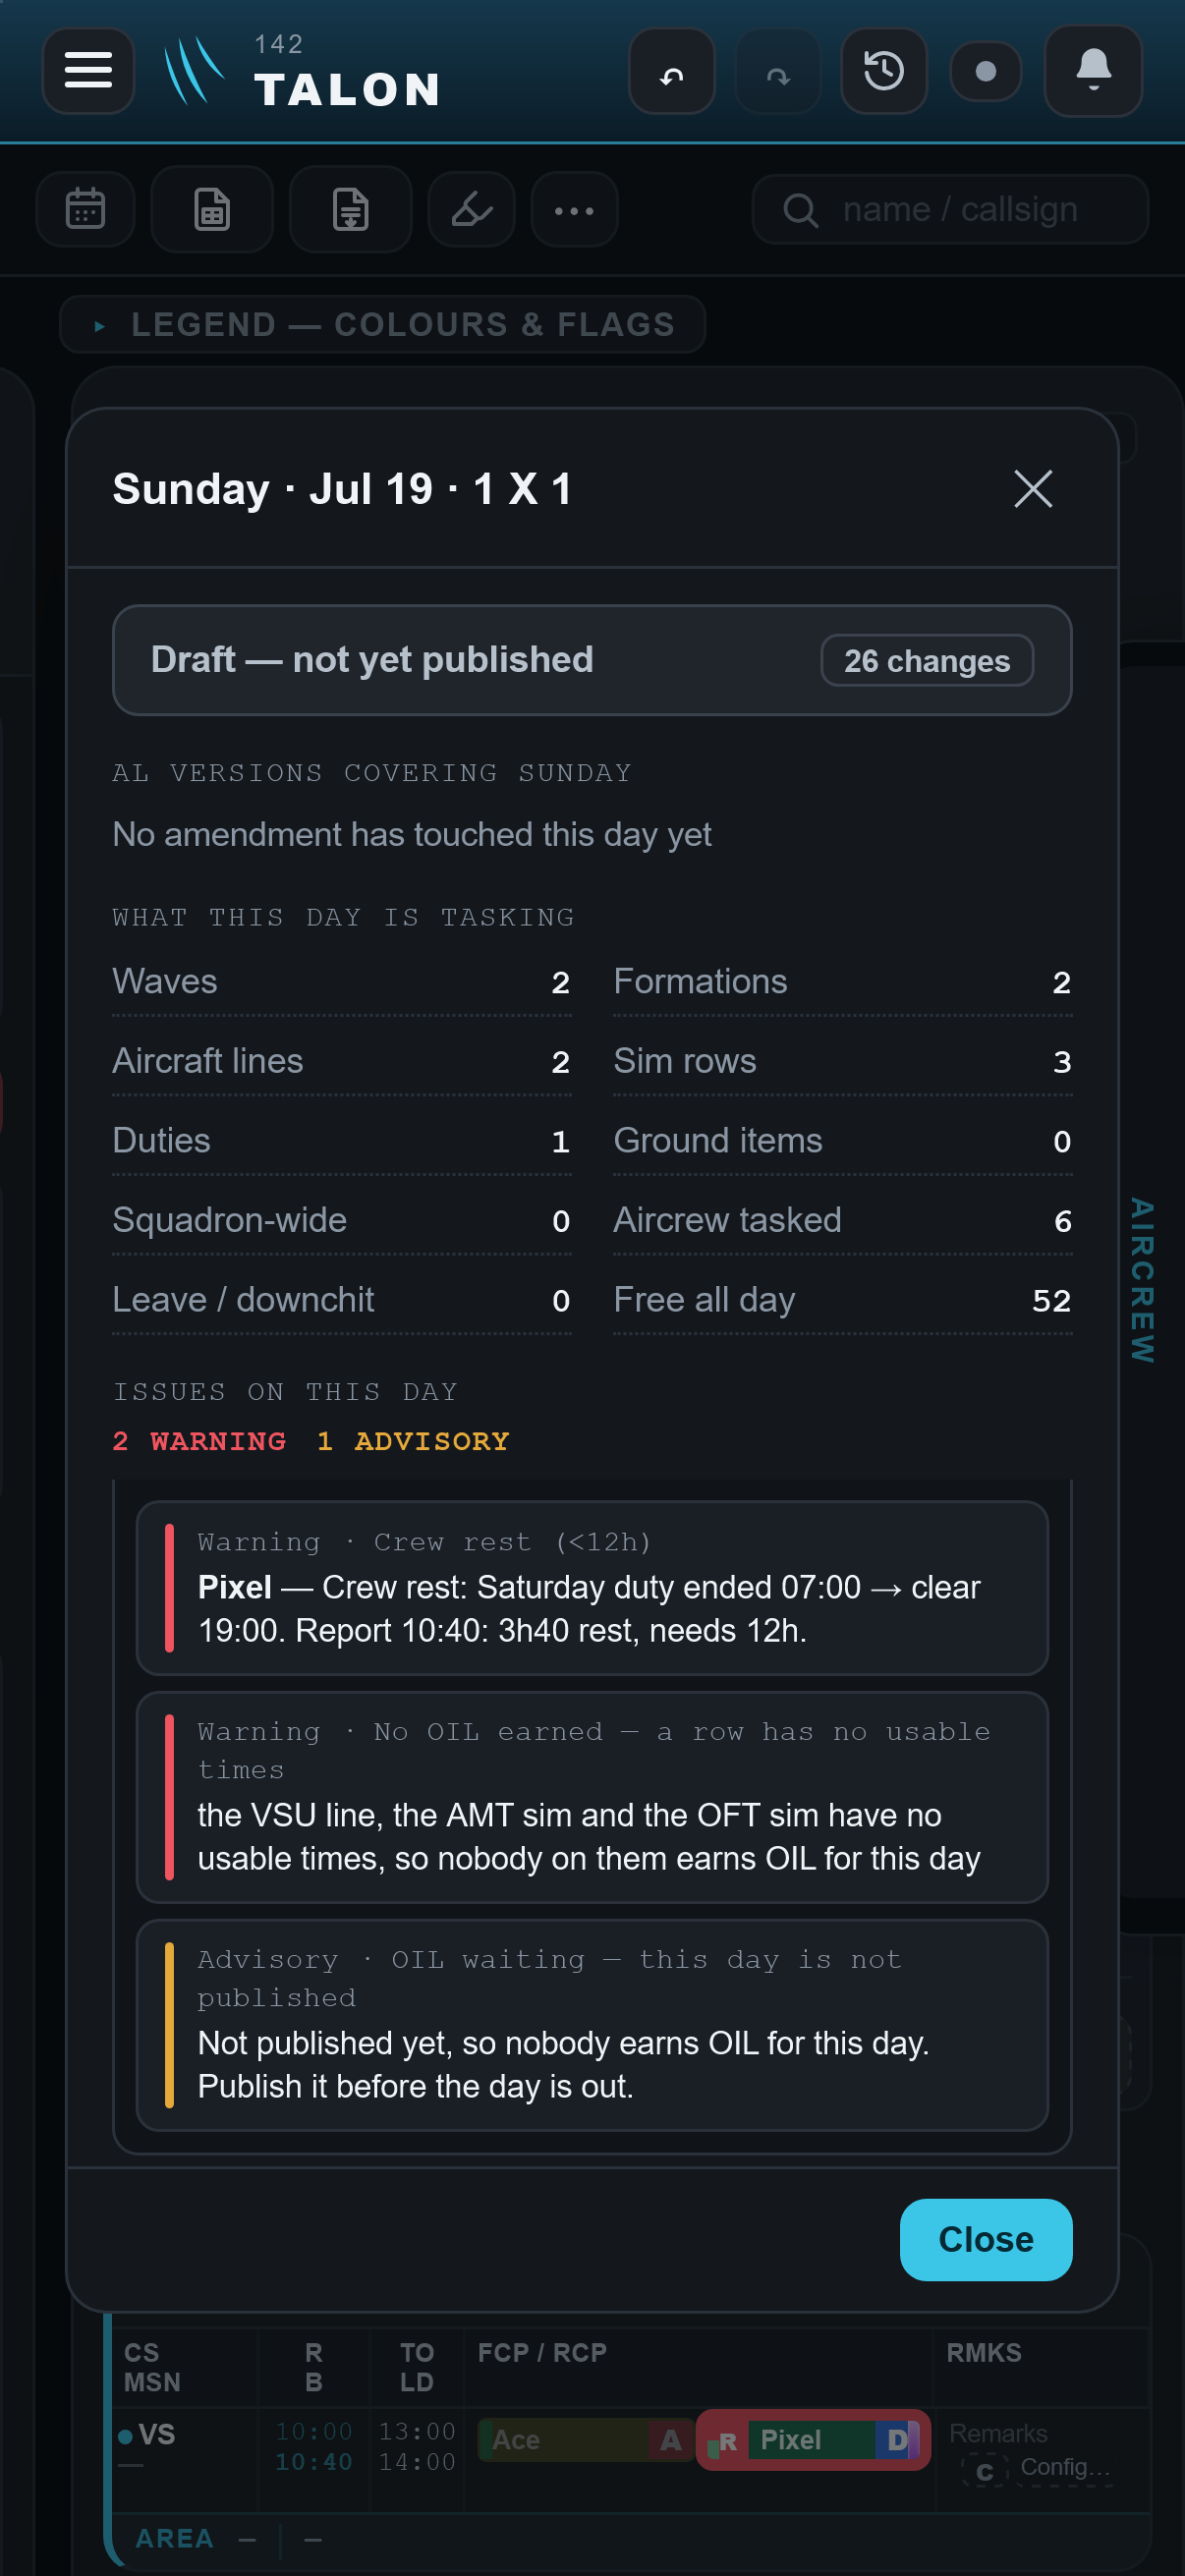 142
TALON
name / callsign
LEGEND — COLOURS & FLAGS
Sunday · Jul 19 · 1 X 1
Draft — not yet published
26 changes
AL VERSIONS COVERING SUNDAY
No amendment has touched this day yet
WHAT THIS DAY IS TASKING
Waves 2
Formations 2
Aircraft lines 2
Sim rows 3
Duties 1
Ground items 0
Squadron-wide 0
Aircrew tasked 6
Leave / downchit 0
Free all day 52
AIRCREW
ISSUES ON THIS DAY
2 WARNING 1 ADVISORY
Warning · Crew rest (<12h)
Pixel — Crew rest: Saturday duty ended 07:00 → clear
19:00. Report 10:40: 3h40 rest, needs 12h.
Warning · No OIL earned — a row has no usable
times
the VSU line, the AMT sim and the OFT sim have no
usable times, so nobody on them earns OIL for this day
Advisory · OIL waiting — this day is not
published
Not published yet, so nobody earns OIL for this day.
Publish it before the day is out.
Close
CS R TO FCP / RCP RMKS
MSN B LD
VS 10:00 13:00 Ace A R Pixel D Remarks
— 10:40 14:00 C Config...
AREA — —